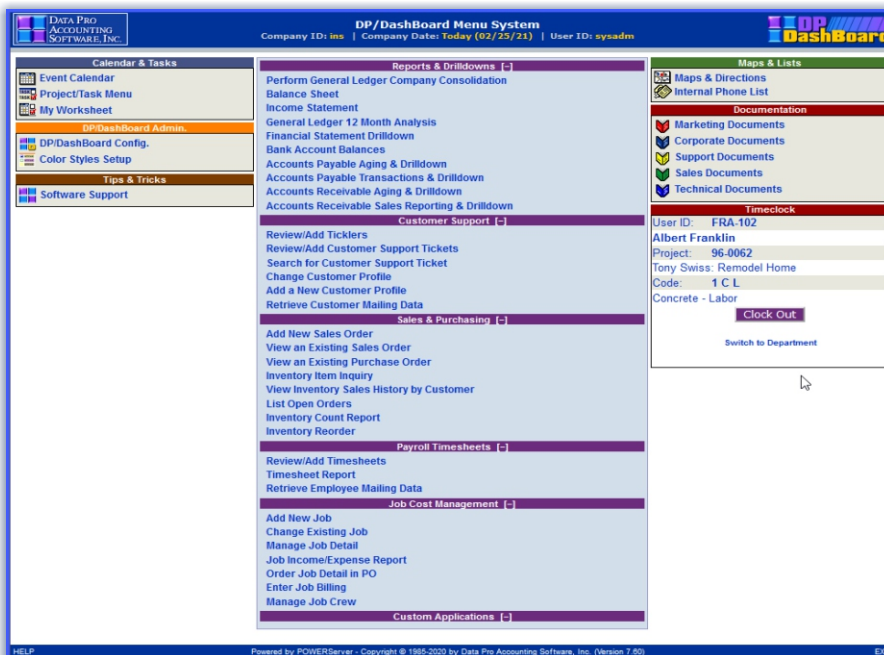 DATA PRO
ACCOUNTING
SOFTWARE, INC.
DP/DashBoard Menu System
Company ID: ins | Company Date: Today (02/25/21) | User ID: sysadm
DP
DashBoard
Calendar & Tasks
Event Calendar
Project/Task Menu
My Worksheet
DP/DashBoard Admin.
DP/DashBoard Config.
Color Styles Setup
Tips & Tricks
Software Support
Reports & Drilldowns [–]
Perform General Ledger Company Consolidation
Balance Sheet
Income Statement
General Ledger 12 Month Analysis
Financial Statement Drilldown
Bank Account Balances
Accounts Payable Aging & Drilldown
Accounts Payable Transactions & Drilldown
Accounts Receivable Aging & Drilldown
Accounts Receivable Sales Reporting & Drilldown
Customer Support [–]
Review/Add Ticklers
Review/Add Customer Support Tickets
Search for Customer Support Ticket
Change Customer Profile
Add a New Customer Profile
Retrieve Customer Mailing Data
Sales & Purchasing [–]
Add New Sales Order
View an Existing Sales Order
View an Existing Purchase Order
Inventory Item Inquiry
View Inventory Sales History by Customer
List Open Orders
Inventory Count Report
Inventory Reorder
Payroll Timesheets [–]
Review/Add Timesheets
Timesheet Report
Retrieve Employee Mailing Data
Job Cost Management [–]
Add New Job
Change Existing Job
Manage Job Detail
Job Income/Expense Report
Order Job Detail in PO
Enter Job Billing
Manage Job Crew
Custom Applications [–]
Maps & Lists
Maps & Directions
Internal Phone List
Documentation
Marketing Documents
Corporate Documents
Support Documents
Sales Documents
Technical Documents
Timeclock
User ID: FRA-102
Albert Franklin
Project: 96-0062
Tony Swiss: Remodel Home
Code: 1 C L
Concrete - Labor
Clock Out
Switch to Department
HELP
Powered by POWERServer - Copyright © 1985-2020 by Data Pro Accounting Software, Inc. (Version 7.60)